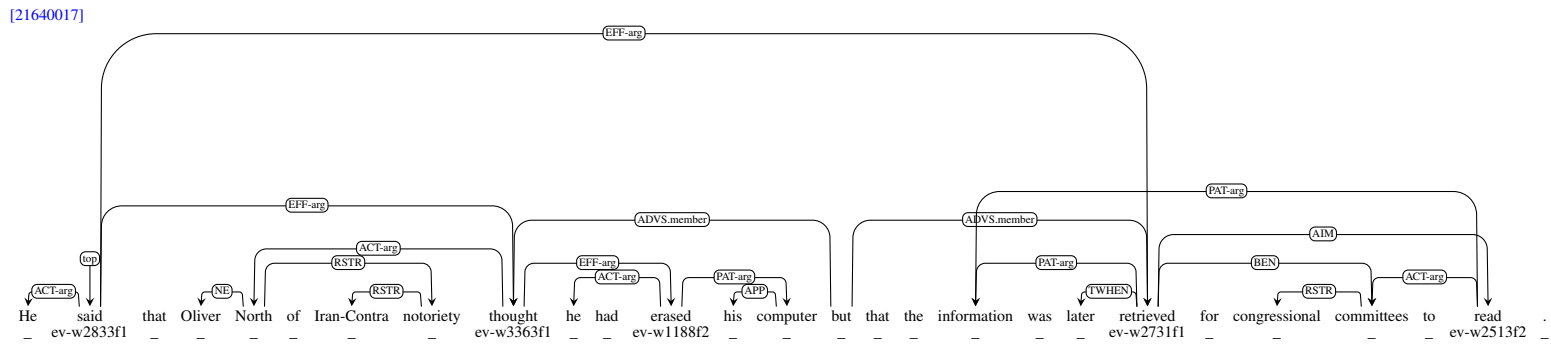 [21640017]
EFF-arg
PAT-arg
EFF-arg
ADVS.member ADVS.member
AIM
ACT-arg
top RSTR EFF-arg PAT-arg BEN
ACT-arg PAT-arg ACT-arg
ACT-arg NE RSTR APP TWHEN RSTR
He said that Oliver North of Iran-Contra notoriety thought he had erased his computer but that the information was later retrieved for congressional committees to read .
ev-w2833f1 ev-w3363f1 ev-w1188f2 ev-w2731f1 ev-w2513f2
_ _ _ _ _ _ _ _ _ _ _ _ _ _ _ _ _ _ _ _ _ _ _ _ _ _ _ _